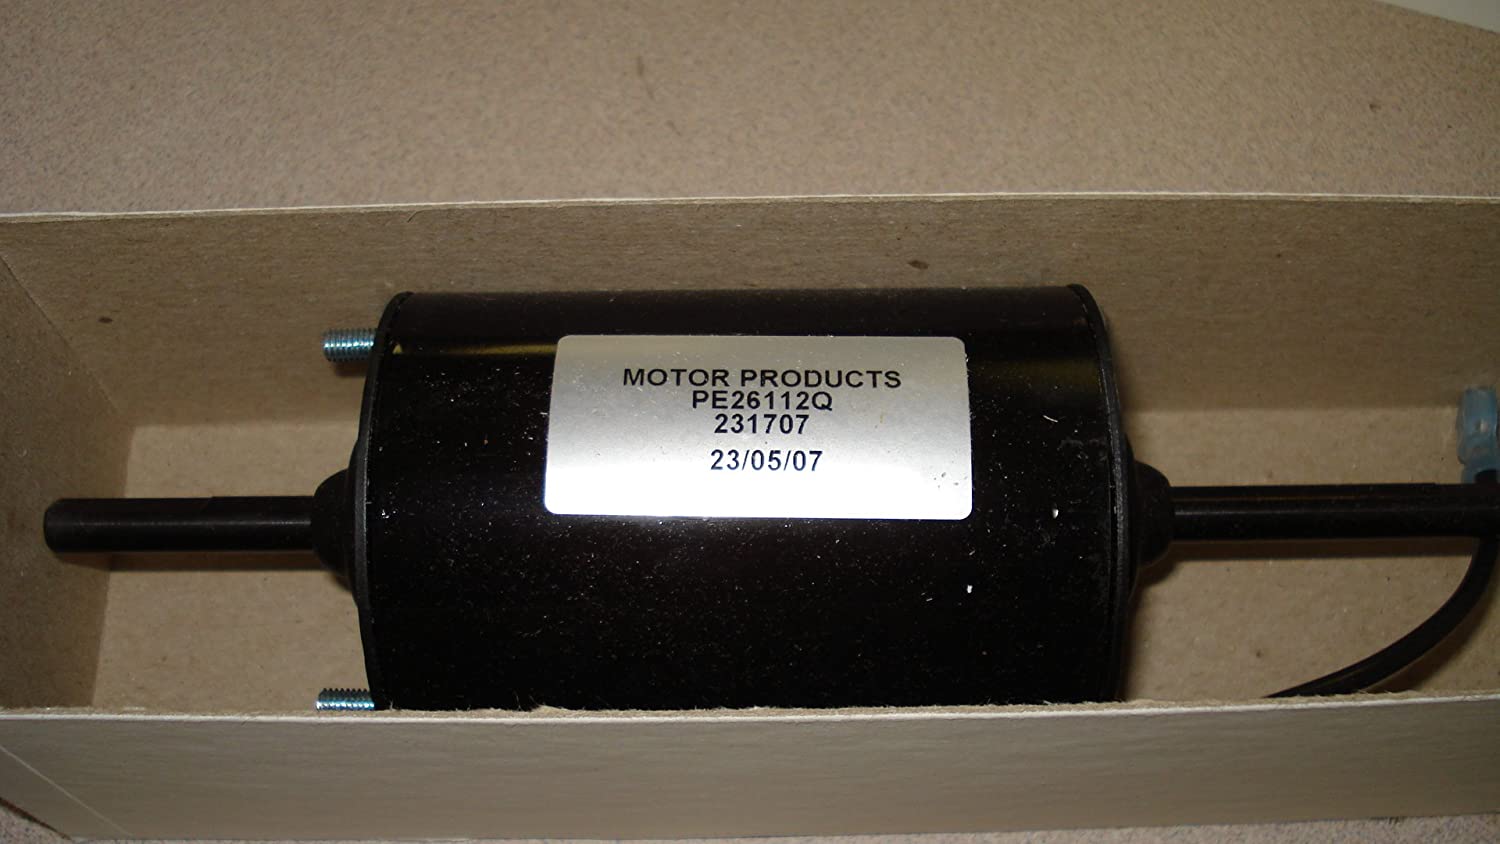 MOTOR PRODUCTS
PE26112Q
231707
23/05/07